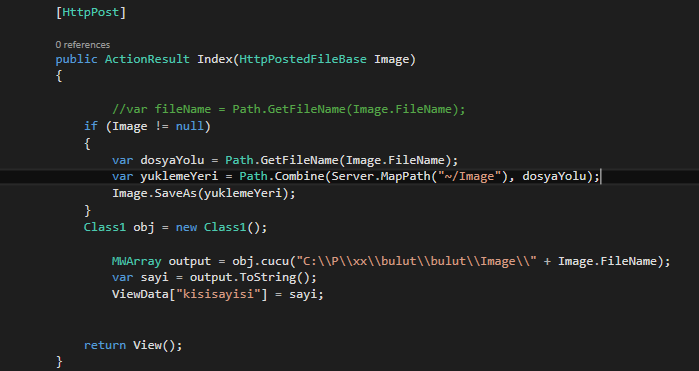 [HttpPost]
0 references
public ActionResult Index(HttpPostedFileBase Image)
{
//var fileName = Path.GetFileName(Image.FileName);
if (Image != null)
{
var dosyaYolu = Path.GetFileName(Image.FileName);
var yuklemeYeri = Path.Combine(Server.MapPath("~/Image"), dosyaYolu);
Image.SaveAs(yuklemeYeri);
}
Class1 obj = new Class1();
MWArray output = obj.cucu("C:\\P\\xx\\bulut\\bulut\\Image\\" + Image.FileName);
var sayi = output.ToString();
ViewData["kisisayisi"] = sayi;
return View();
}